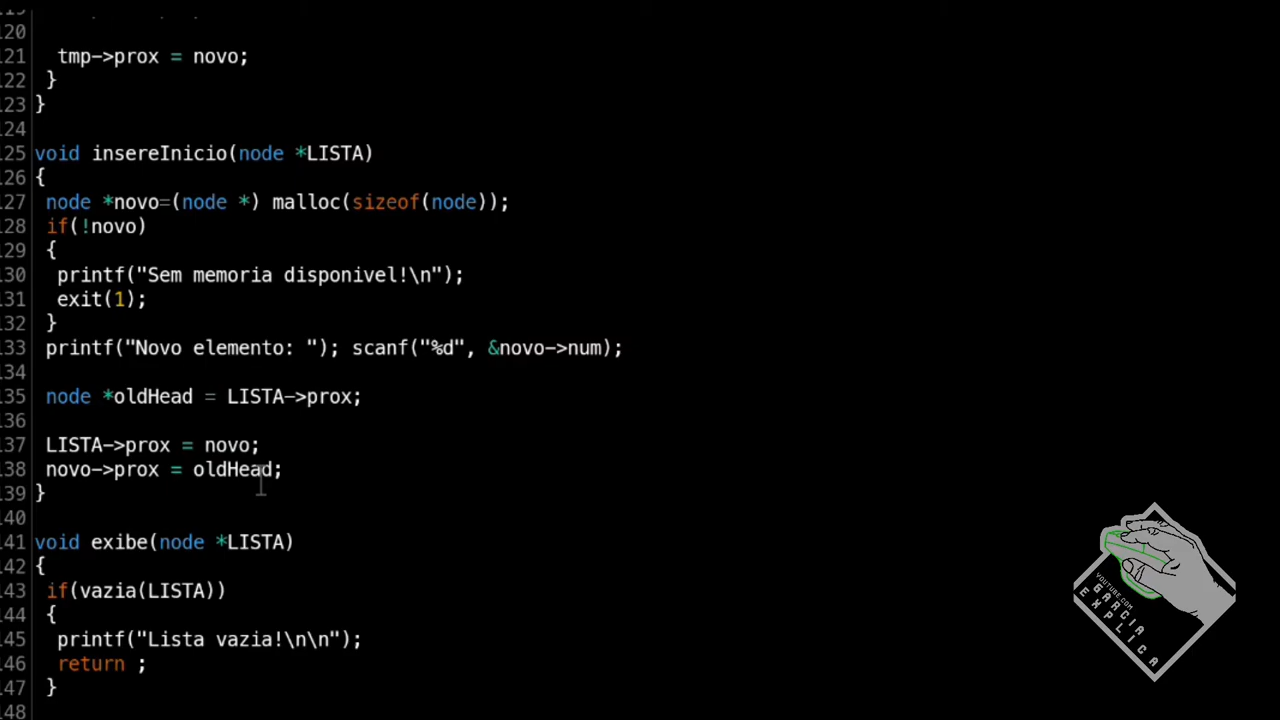 120
121 tmp->prox = novo;
122 }
123 }
124
125 void insereInicio(node *LISTA)
126 {
127 node *novo=(node *) malloc(sizeof(node));
128 if(!novo)
129 {
130 printf("Sem memoria disponivel!\n");
131 exit(1);
132 }
133 printf("Novo elemento: "); scanf("%d", &novo->num);
134
135 node *oldHead = LISTA->prox;
136
137 LISTA->prox = novo;
138 novo->prox = oldHead;
139 }
140
141 void exibe(node *LISTA)
142 {
143 if(vazia(LISTA))
144 {
145 printf("Lista vazia!\n\n");
146 return ;
147 }
148
YOUTUBE.COM
GARCIA
EXPLICA